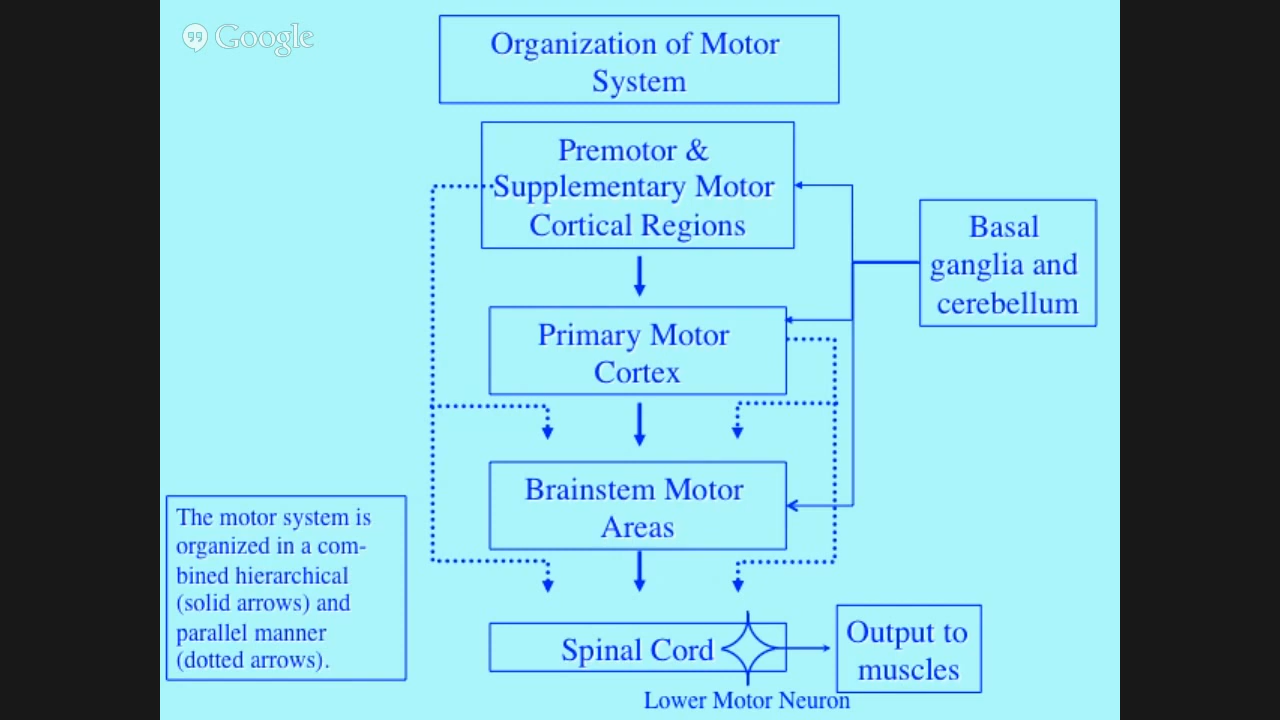 Google
Organization of Motor
System
Premotor &
Supplementary Motor
Cortical Regions
Basal
ganglia and
cerebellum
Primary Motor
Cortex
Brainstem Motor
Areas
The motor system is
organized in a com-
bined hierarchical
(solid arrows) and
parallel manner
(dotted arrows).
Spinal Cord
Output to
muscles
Lower Motor Neuron